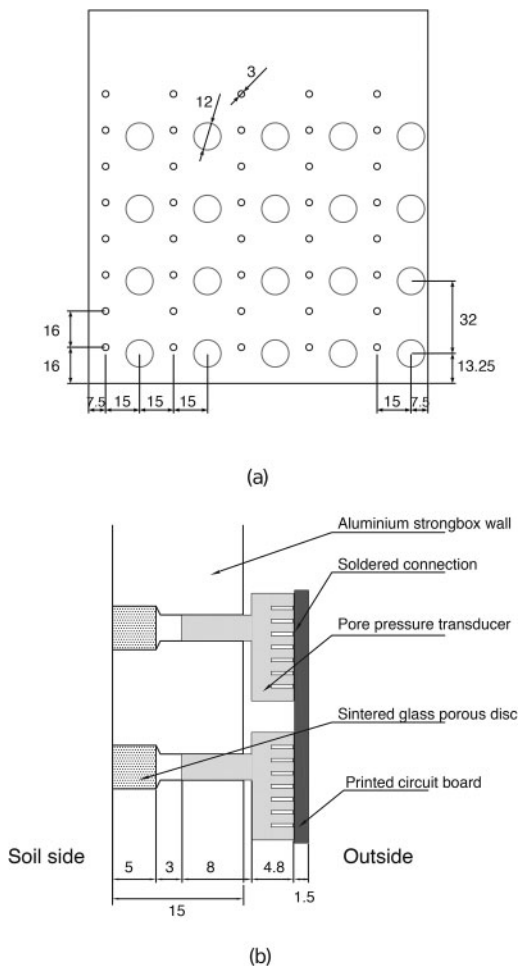 3
12
16
16
32
13.25
7.5
15
15
15
15
7.5
(a)
Aluminium strongbox wall
Soldered connection
Pore pressure transducer
Sintered glass porous disc
Printed circuit board
Soil side
Outside
5
3
8
4.8
1.5
15
(b)